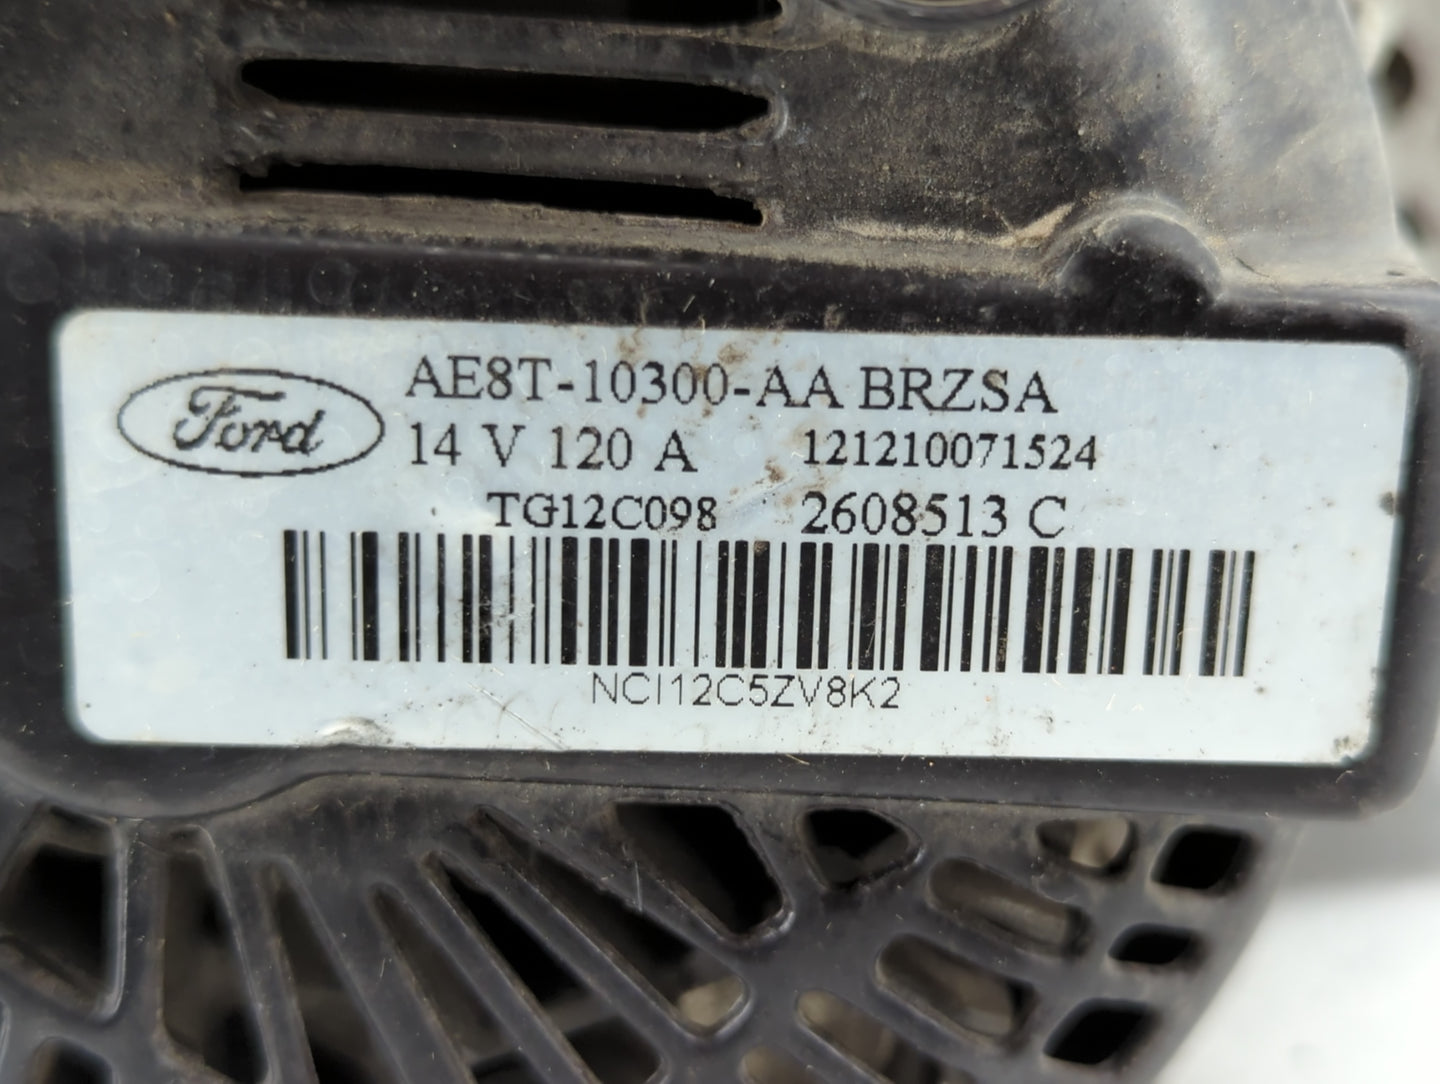 Ford
AE8T-10300-AA BRZSA
14 V 120 A 121210071524
TG12C098 2608513 C
NCI12C5ZV8K2